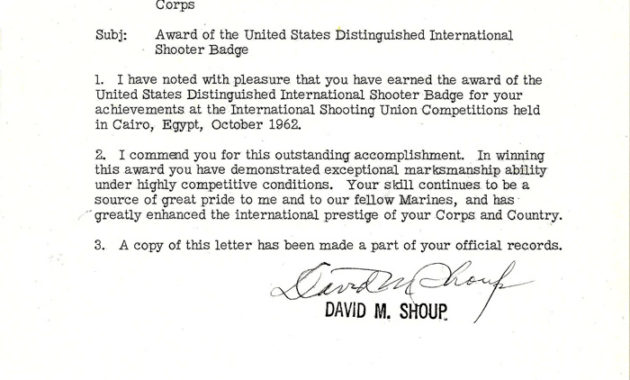 Corps
Subj: Award of the United States Distinguished International
Shooter Badge
1. I have noted with pleasure that you have earned the award of the
United States Distinguished International Shooter Badge for your
achievements at the International Shooting Union Competitions held
in Cairo, Egypt, October 1962.
2. I commend you for this outstanding accomplishment. In winning
this award you have demonstrated exceptional marksmanship ability
under highly competitive conditions. Your skill continues to be a
source of great pride to me and to our fellow Marines, and has
greatly enhanced the international prestige of your Corps and Country.
3. A copy of this letter has been made a part of your official records.
David M Shoup
DAVID M. SHOUP